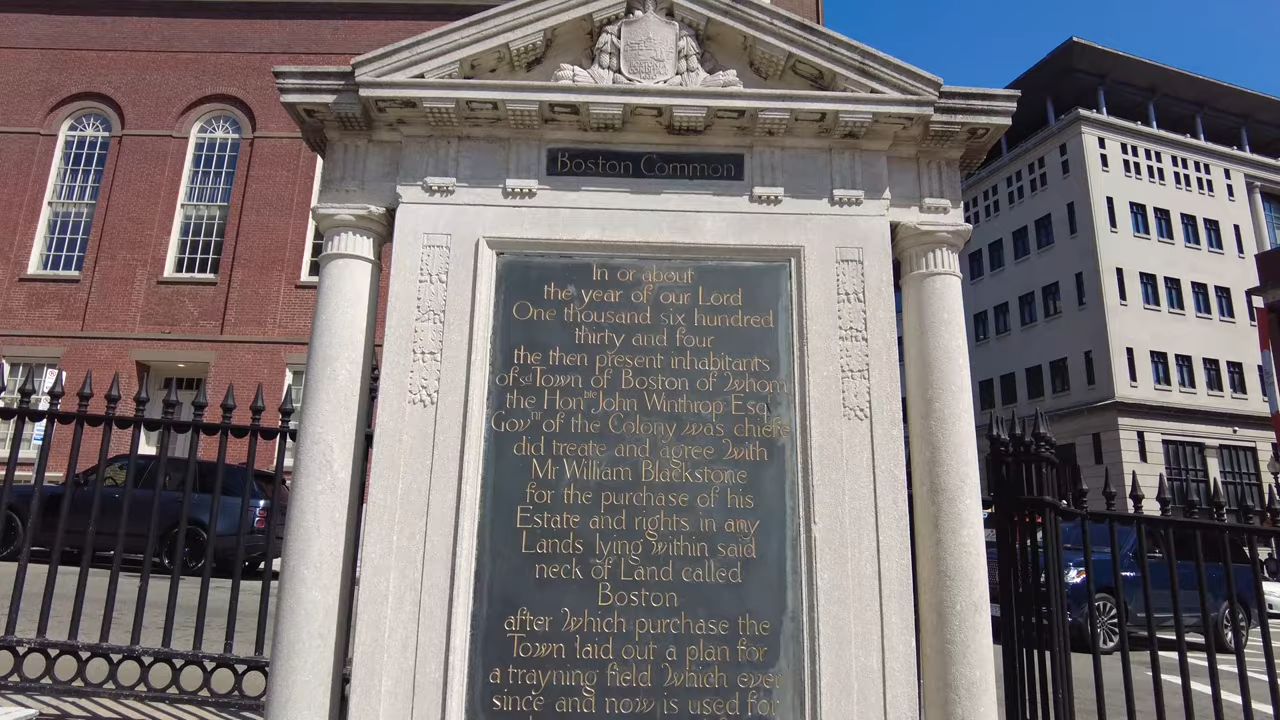 Boston Common
In or about
the year of our Lord
One thousand six hundred
thirty and four
the then present inhabitants
of sd Town of Boston of Whom
the Honble John Winthrop Esqr
Govnr of the Colony was chiefe
did treate and agree With
Mr William Blackstone
for the purchase of his
Estate and rights in any
Lands lying within said
neck of Land called
Boston
after Which purchase the
Town laid out a plan for
a trayning field Which ever
since and now is used for